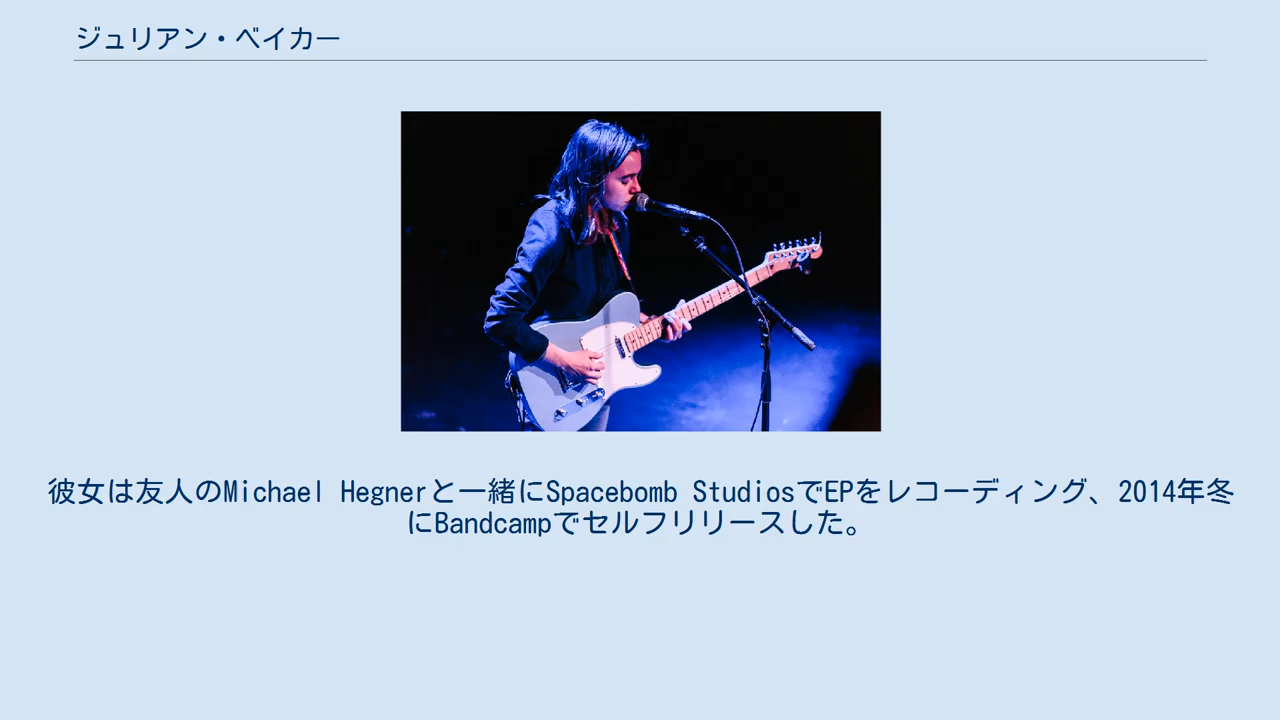 ジュリアン・ベイカー
彼女は友人のMichael Hegnerと一緒にSpacebomb StudiosでEPをレコーディング、2014年冬
にBandcampでセルフリリースした。